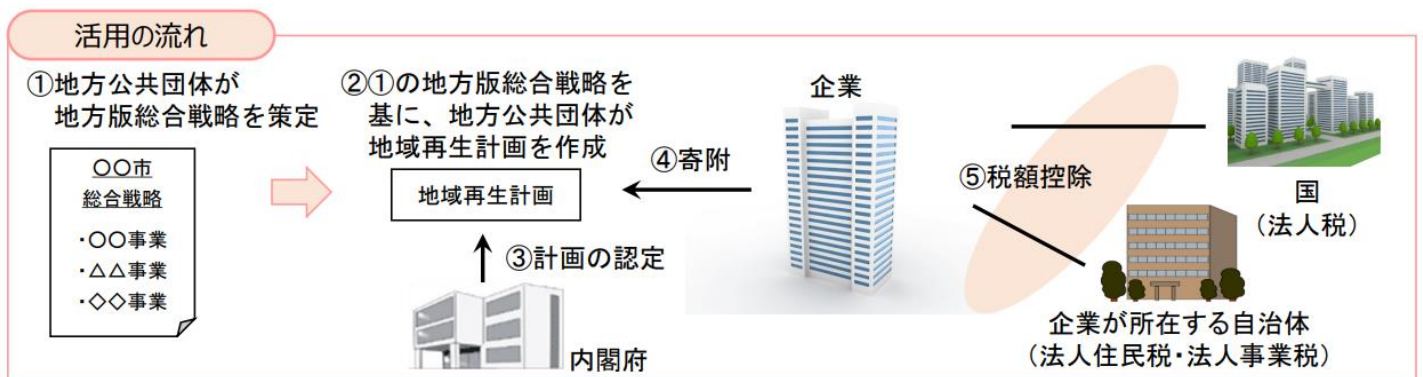 活用の流れ
①地方公共団体が
地方版総合戦略を策定
〇〇市
総合戦略
・〇〇事業
・△△事業
・◇◇事業
②①の地方版総合戦略を
基に、地方公共団体が
地域再生計画を作成
地域再生計画
③計画の認定
内閣府
④寄附
企業
⑤税額控除
国
(法人税)
企業が所在する自治体
(法人住民税・法人事業税)